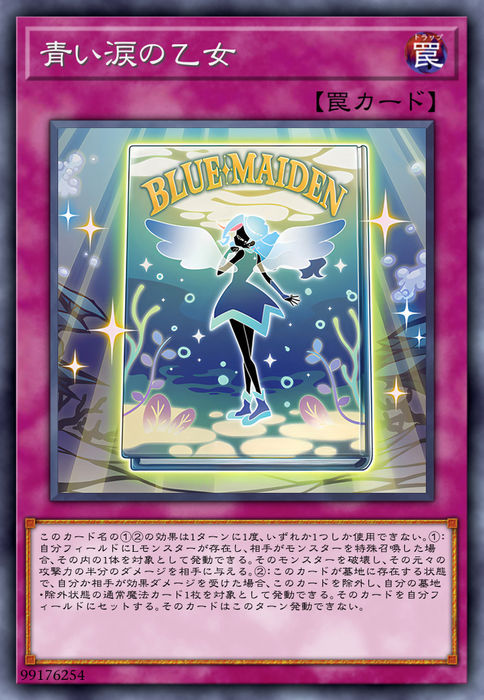 青い涙の乙女
トラップ
罠
【罠カード】
BLUE MAIDEN
このカード名の①②の効果は1ターンに1度、いずれか1つしか使用できない。①：
自分フィールドにLモンスターが存在し、相手がモンスターを特殊召喚した場
合、その内の1体を対象として発動できる。そのモンスターを破壊し、その元々の
攻撃力の半分のダメージを相手に与える。②：このカードが墓地に存在する状態
で、自分か相手が効果ダメージを受けた場合、このカードを除外し、自分の墓地
・除外状態の通常魔法カード1枚を対象として発動できる。そのカードを自分フ
ィールドにセットする。そのカードはこのターン発動できない。
99176254